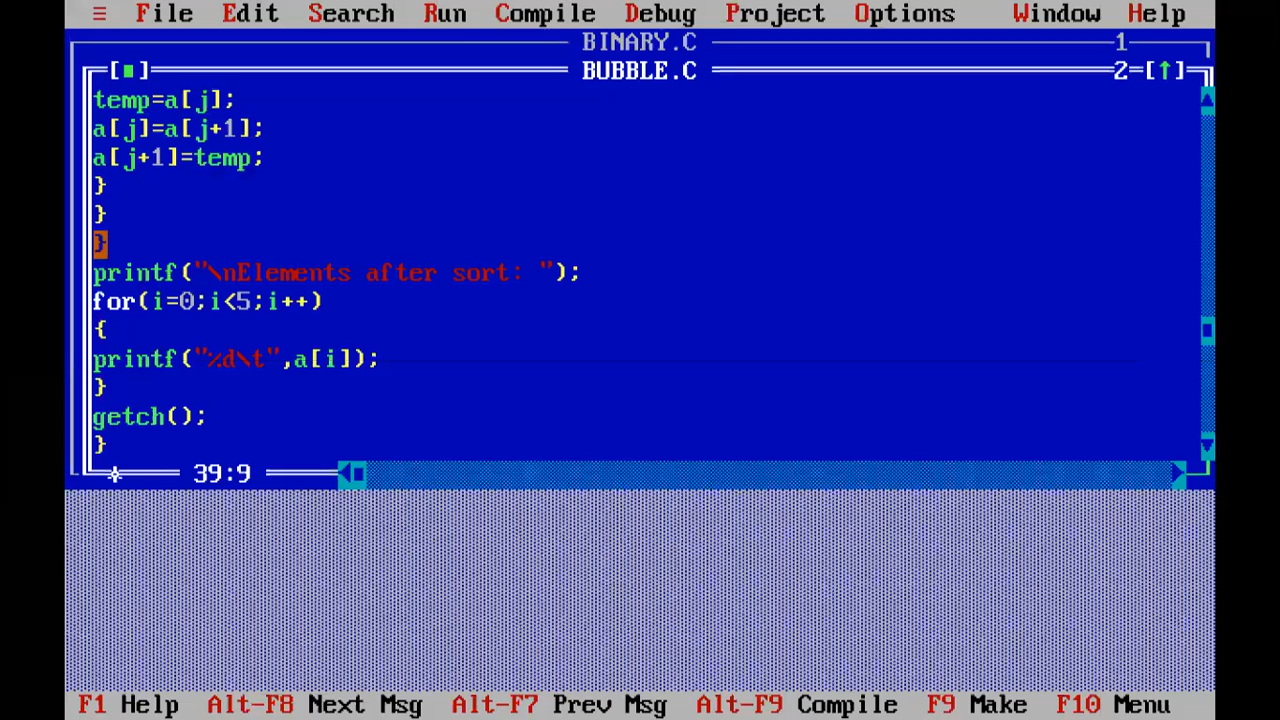 ≡ File Edit Search Run Compile Debug Project Options Window Help
BINARY.C 1
[■] BUBBLE.C 2=[↑]
temp=a[j];
a[j]=a[j+1];
a[j+1]=temp;
}
}
}
printf("\nElements after sort: ");
for(i=0;i<5;i++)
{
printf("%d\t",a[i]);
}
getch();
}
39:9
F1 Help Alt-F8 Next Msg Alt-F7 Prev Msg Alt-F9 Compile F9 Make F10 Menu